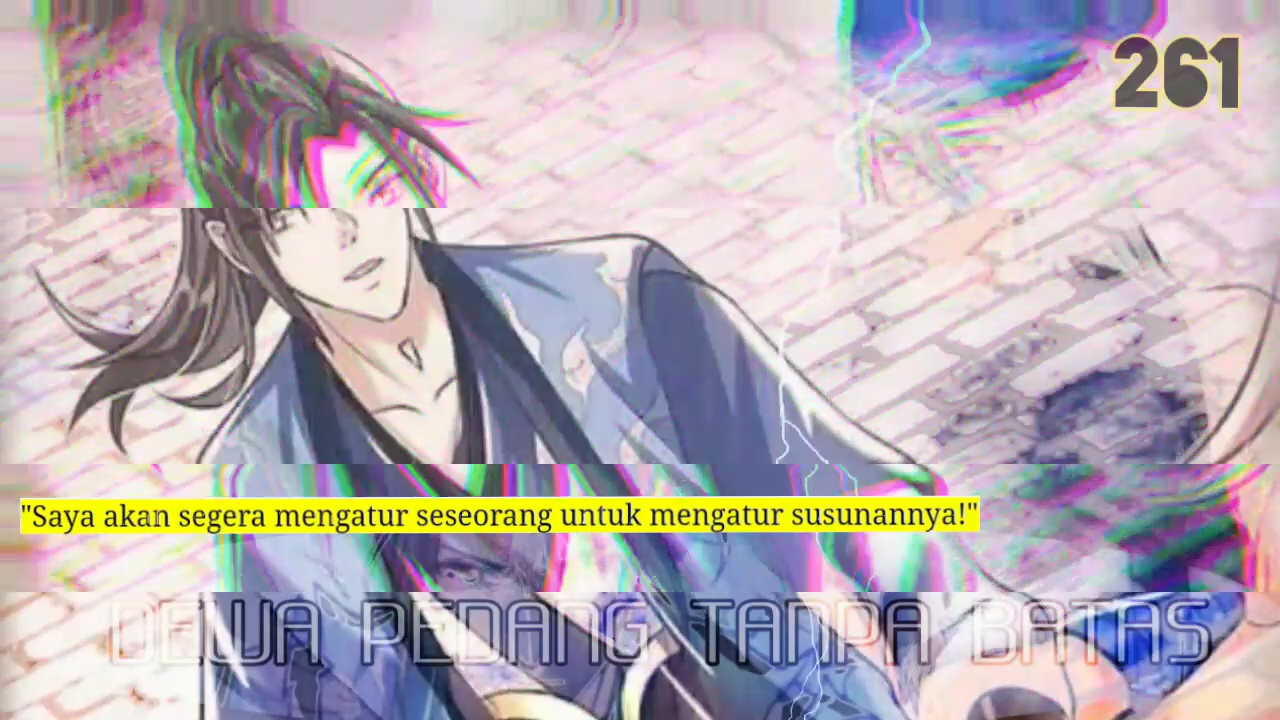 261
"Saya akan segera mengatur seseorang untuk mengatur susunannya!"
DEWA PEDANG TANPA BATAS